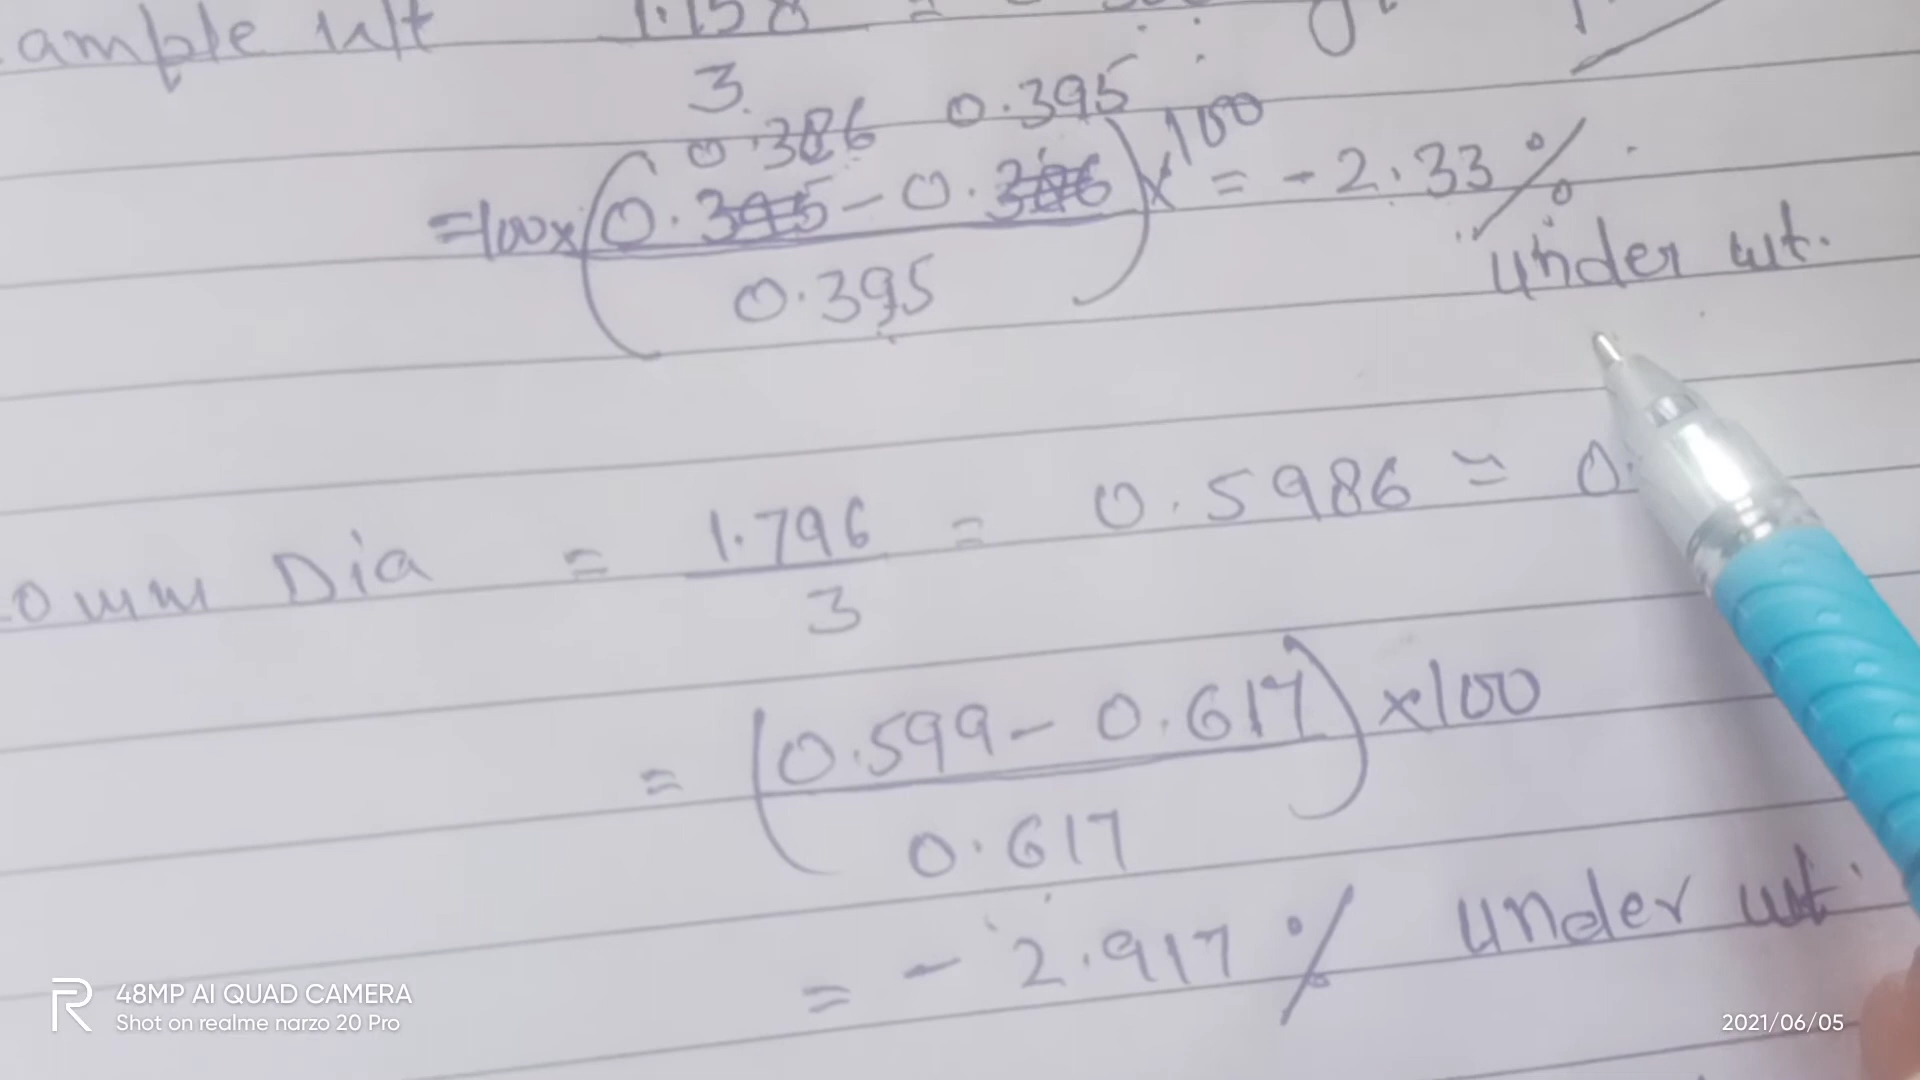 ample wt 1.158 =
3
0.386 0.395
=100x(0.395-0.386) x 100 = -2.33%
0.395
under wt.
0mm Dia = 1.796 = 0.5986 = 0.
3
= (0.599 - 0.617) x100
0.617
= -2.917% under wt.
48MP AI QUAD CAMERA
Shot on realme narzo 20 Pro
2021/06/05